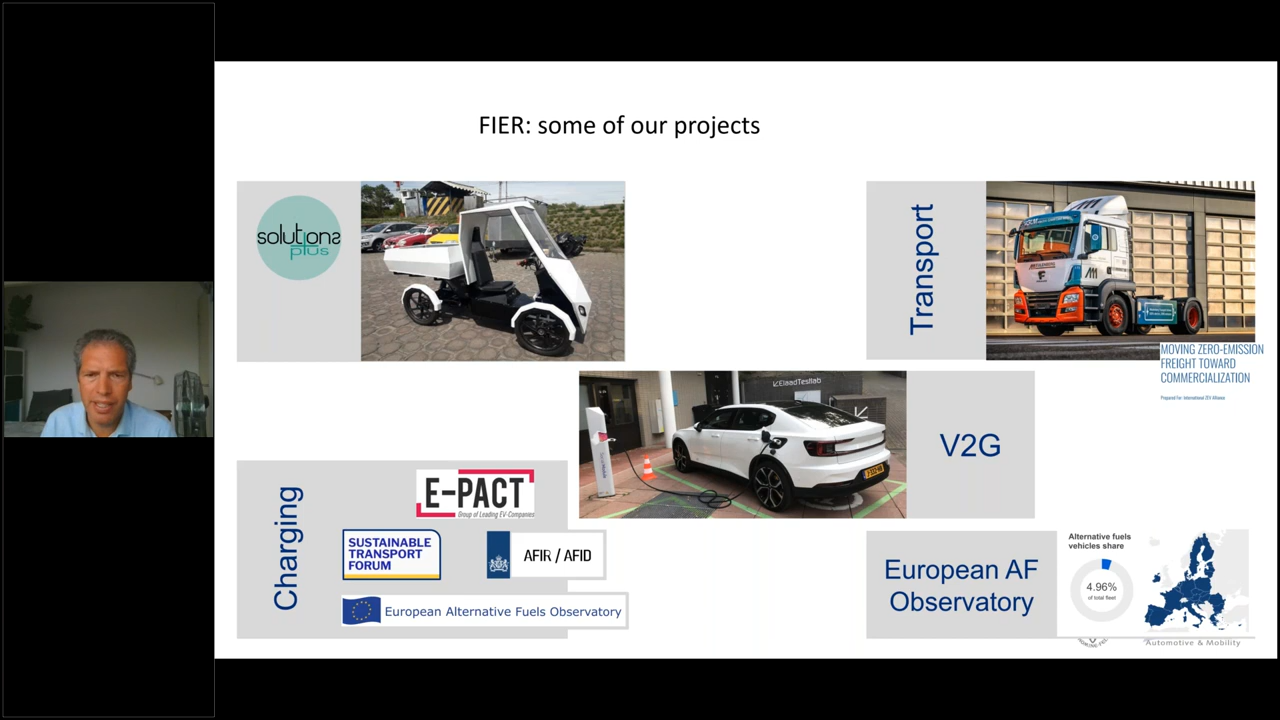 FIER: some of our projects
solutions
plus
Transport
MOVING ZERO-EMISSION
FREIGHT TOWARD
COMMERCIALIZATION
Prepared For: International ZEV Alliance
ElaadTestlab
V2G
Charging
E-PACT
Group of Leading EV-Companies
SUSTAINABLE
TRANSPORT
FORUM
AFIR / AFID
European Alternative Fuels Observatory
European AF
Observatory
Alternative fuels
vehicles share
4.96%
of total fleet
Automotive & Mobility